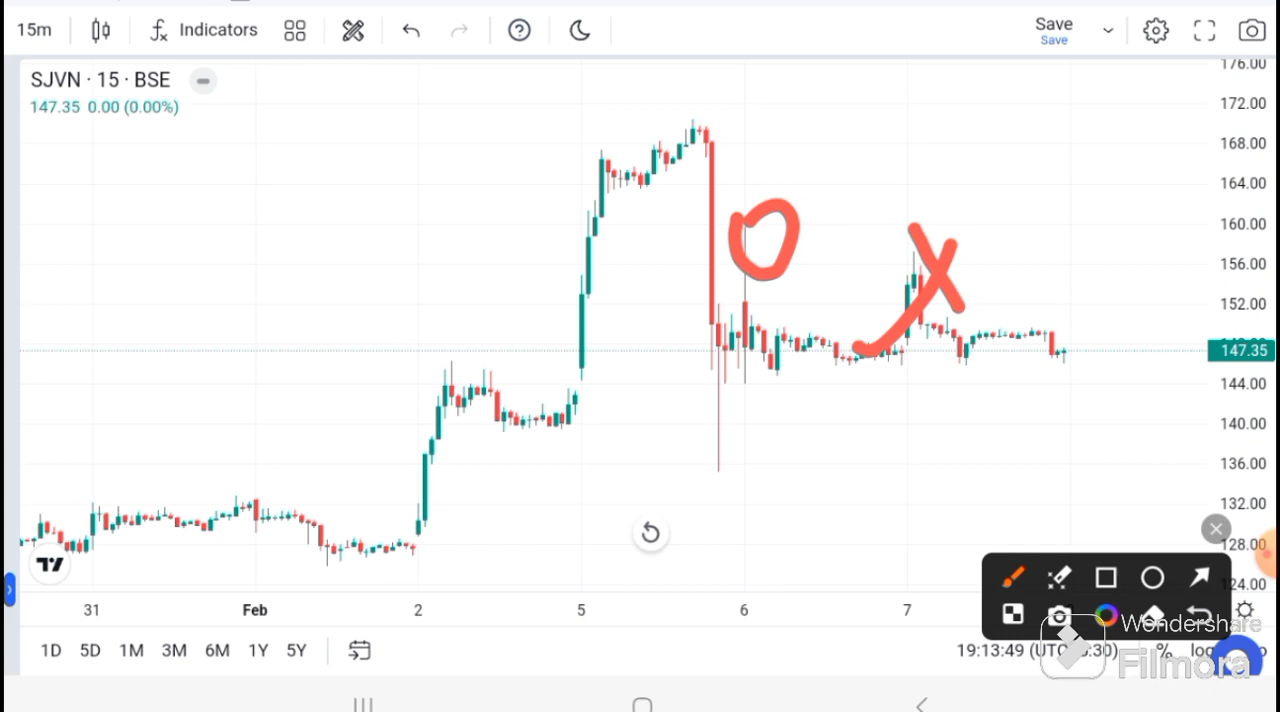 15m Indicators Save
Save
SJVN · 15 · BSE
147.35 0.00 (0.00%)
176.00
172.00
168.00
164.00
160.00
156.00
152.00
147.35
144.00
140.00
136.00
132.00
128.00
124.00
31 Feb 2 5 6 7
1D 5D 1M 3M 6M 1Y 5Y 19:13:49 (UTC %
Wondershare
Filmora